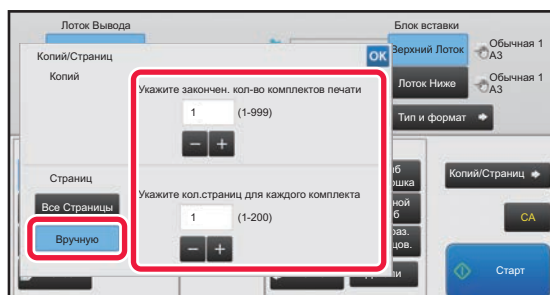 Лоток Вывода
Блок вставки
Копий/Страниц
OK
Верхний Лоток
Обычная 1
A3
Копий
Укажите закончен. кол-во комплектов печати
1
(1-999)
Лоток Ниже
Обычная 1
A3
Тип и формат
Страниц
Все Страницы
Вручную
Укажите кол.страниц для каждого комплекта
1
(1-200)
Копий/Страниц
CA
Старт